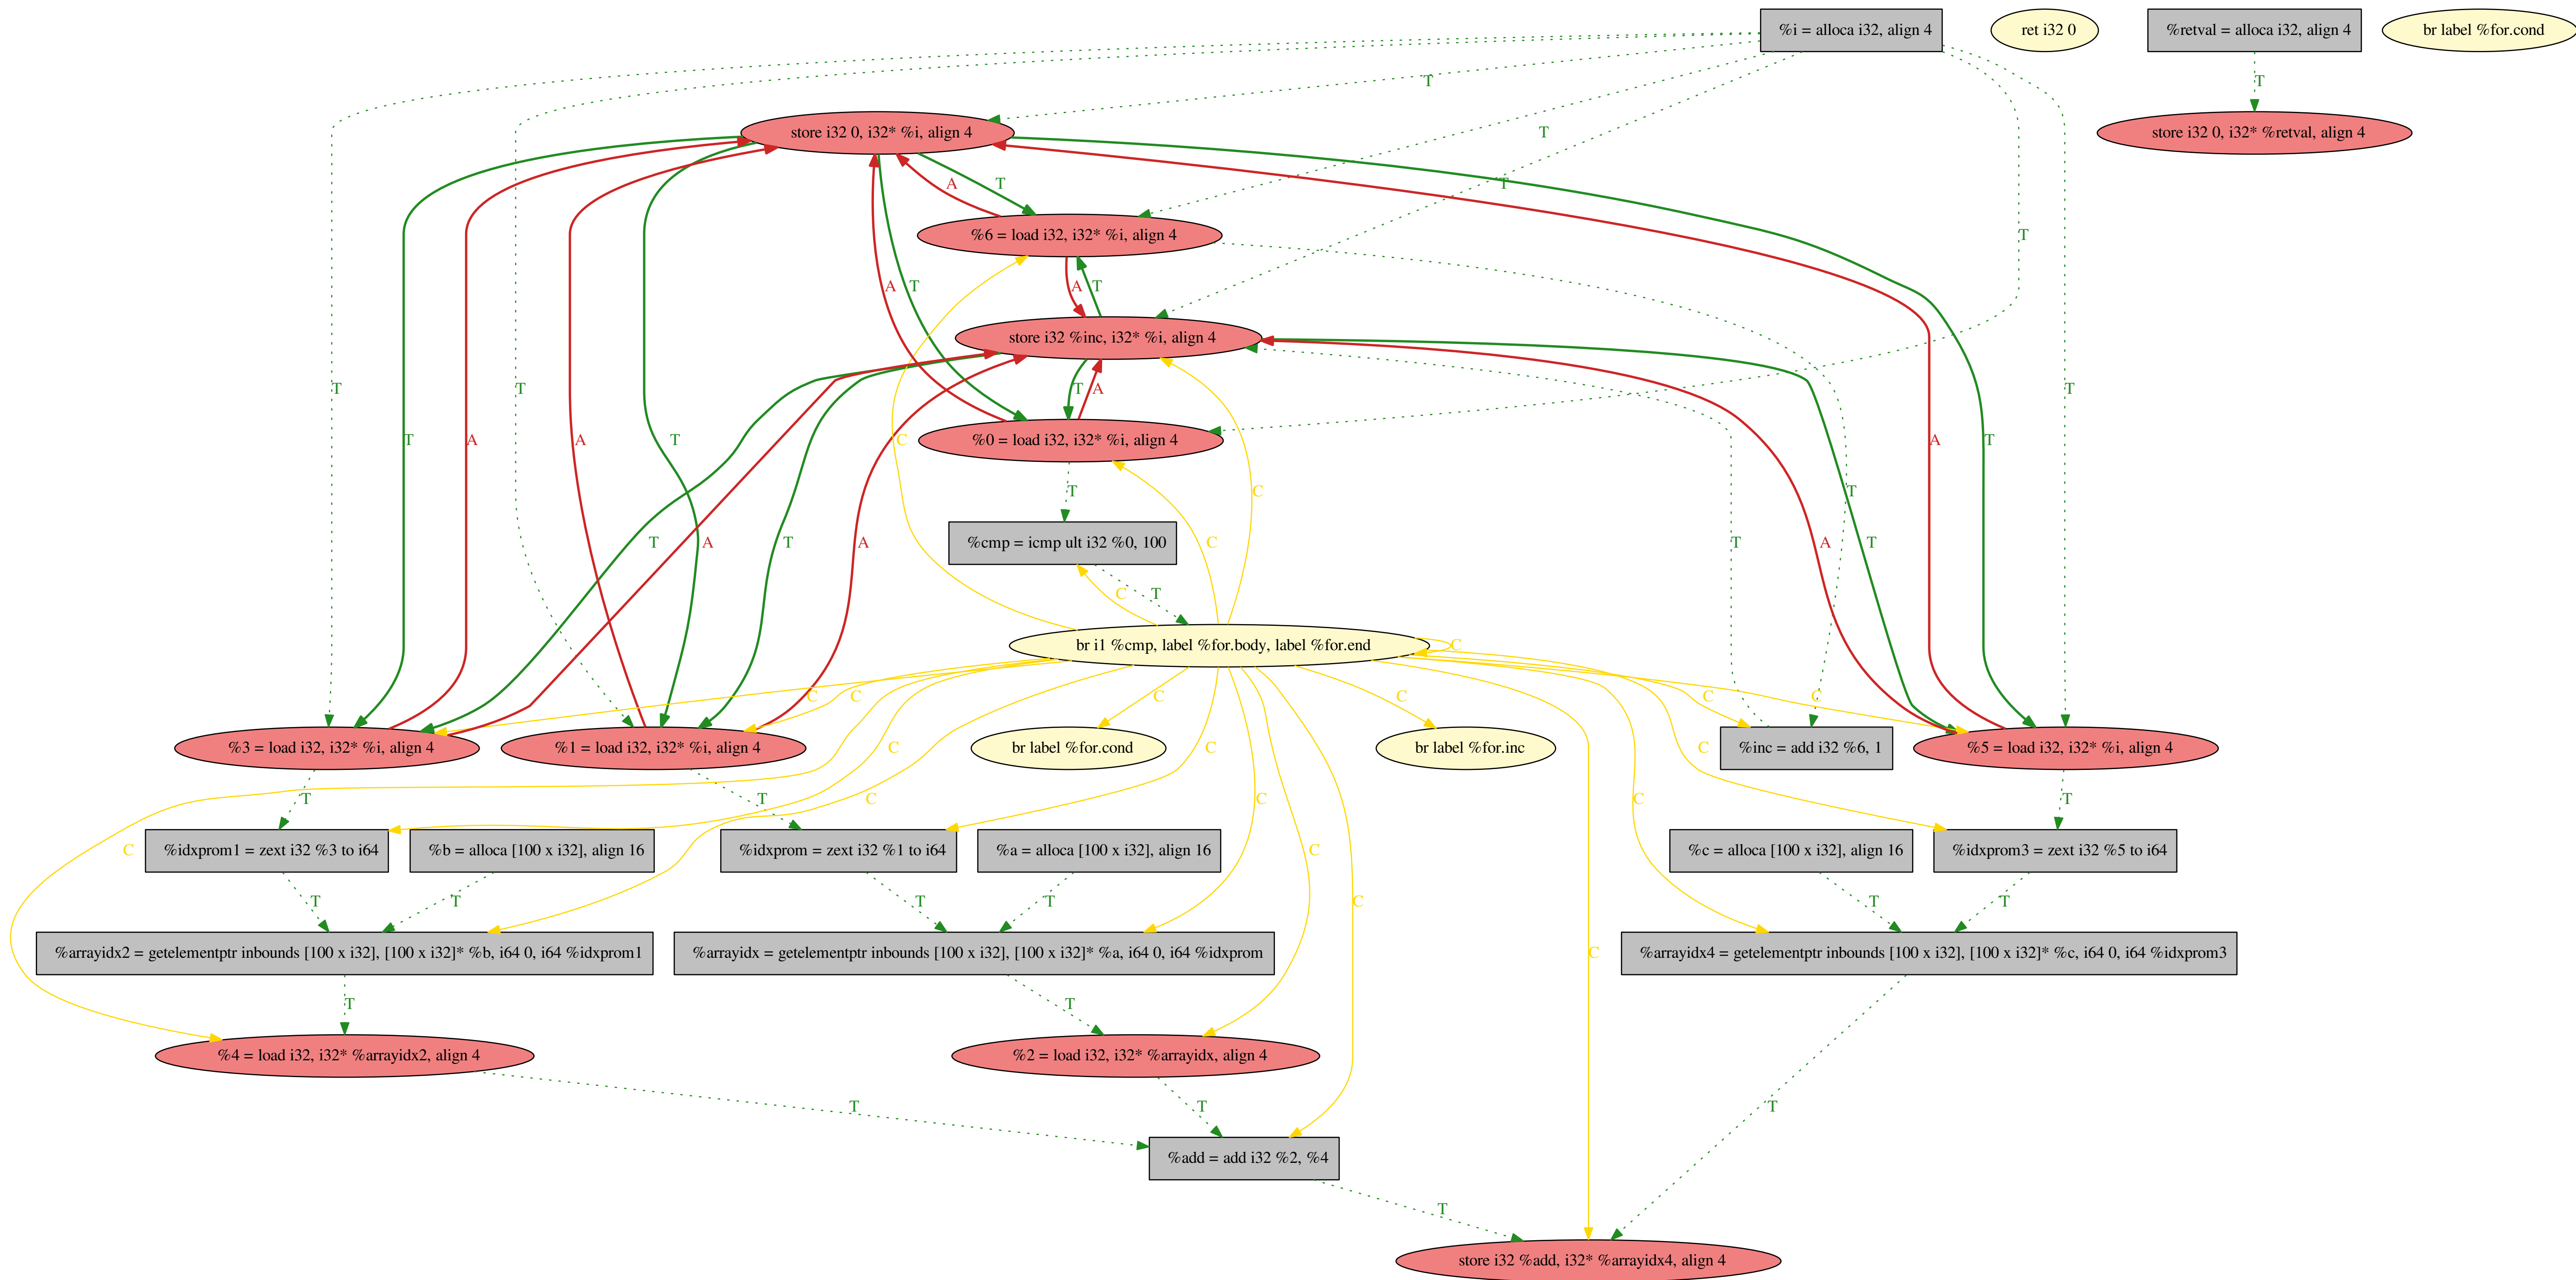 %i = alloca i32, align 4
ret i32 0
%retval = alloca i32, align 4
br label %for.cond
T
T
store i32 0, i32* %i, align 4
store i32 0, i32* %retval, align 4
T
A
T
T
%6 = load i32, i32* %i, align 4
T
A
T
A
T
store i32 %inc, i32* %i, align 4
T
T
T
A
T
T
A
A
T
C
%0 = load i32, i32* %i, align 4
A
T
T
C
T
%cmp = icmp ult i32 %0, 100
T
A
T
A
C
T
A
T
C
T
br i1 %cmp, label %for.body, label %for.end
C
C
C
C
C
C
C
%3 = load i32, i32* %i, align 4
%1 = load i32, i32* %i, align 4
C
br label %for.cond
C
br label %for.inc
C
%inc = add i32 %6, 1
%5 = load i32, i32* %i, align 4
T
T
C
C
C
T
C
%idxprom1 = zext i32 %3 to i64
%b = alloca [100 x i32], align 16
%idxprom = zext i32 %1 to i64
%a = alloca [100 x i32], align 16
C
%c = alloca [100 x i32], align 16
%idxprom3 = zext i32 %5 to i64
T
T
T
T
C
T
T
%arrayidx2 = getelementptr inbounds [100 x i32], [100 x i32]* %b, i64 0, i64 %idxprom1
%arrayidx = getelementptr inbounds [100 x i32], [100 x i32]* %a, i64 0, i64 %idxprom
C
%arrayidx4 = getelementptr inbounds [100 x i32], [100 x i32]* %c, i64 0, i64 %idxprom3
T
T
%4 = load i32, i32* %arrayidx2, align 4
%2 = load i32, i32* %arrayidx, align 4
T
T
T
%add = add i32 %2, %4
T
store i32 %add, i32* %arrayidx4, align 4